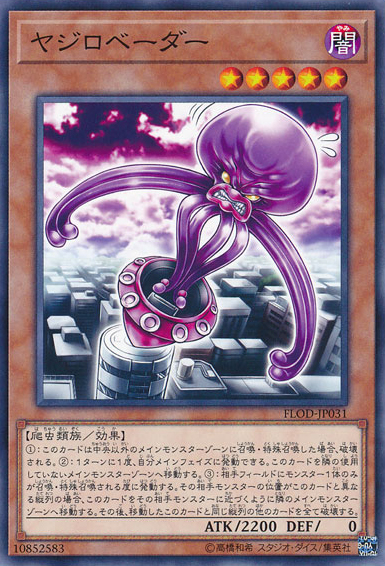 ヤジロベーダー
闇
FLOD-JP031
【爬虫類族／効果】
①:このカードは中央以外のメインモンスターゾーンに召喚・特殊召喚した場合、破壊
される。②:1ターンに1度、自分メインフェイズに発動できる。このカードを隣の使用
していないメインモンスターゾーンへ移動する。③:相手フィールドにモンスター1体のみ
が召喚・特殊召喚される度に発動する。その相手モンスターの位置がこのカードと異な
る縦列の場合、このカードをその相手モンスターに近づくように隣のメインモンスター
ゾーンへ移動する。その後、移動したこのカードと同じ縦列の他のカードを全て破壊する。
ATK/2200 DEF/ 0
10852583
©高橋和希 スタジオ・ダイス/集英社